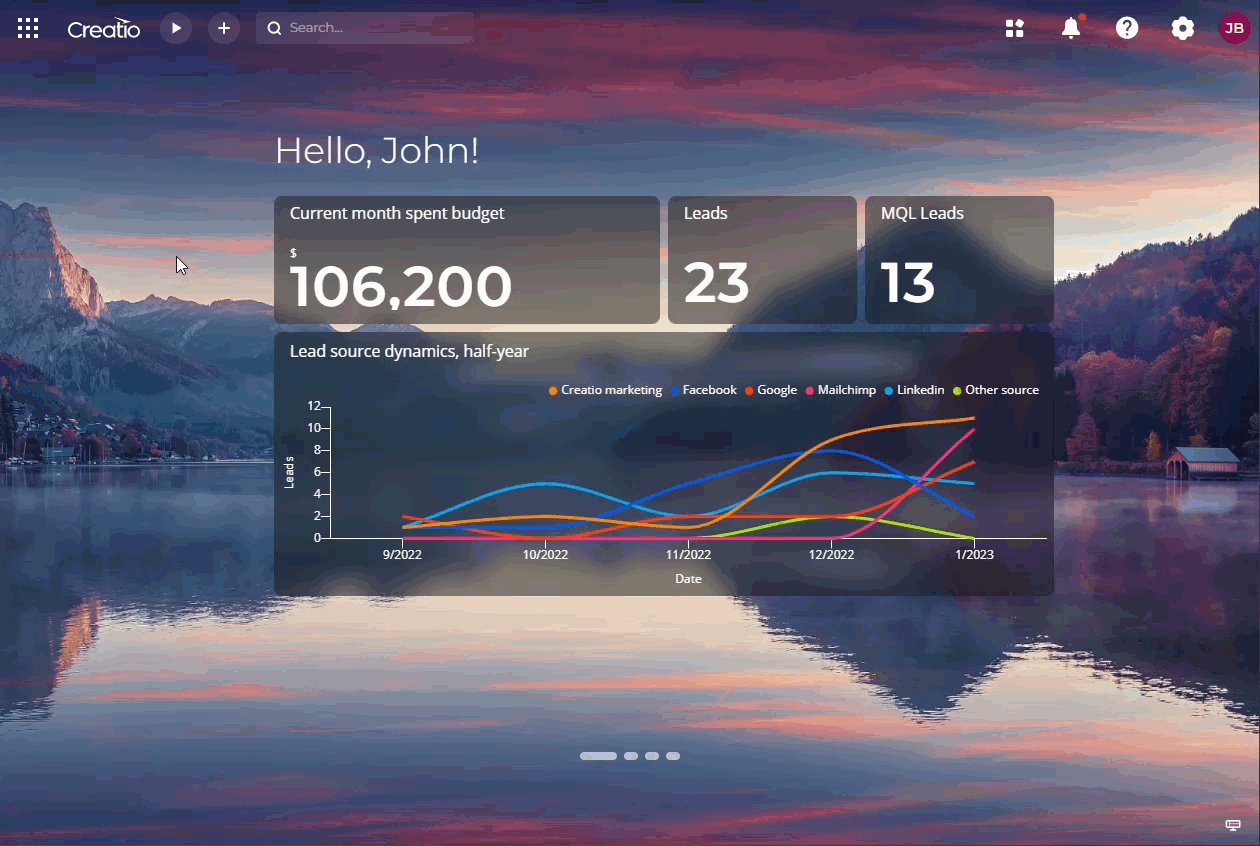 Creatio
Search...
JB
Hello, John!
Current month spent budget
$
106,200
Leads
23
MQL Leads
13
Lead source dynamics, half-year
Creatio marketing Facebook Google Mailchimp Linkedin Other source
12
10
8
6
4
2
0
Leads
9/2022 10/2022 11/2022 12/2022 1/2023
Date